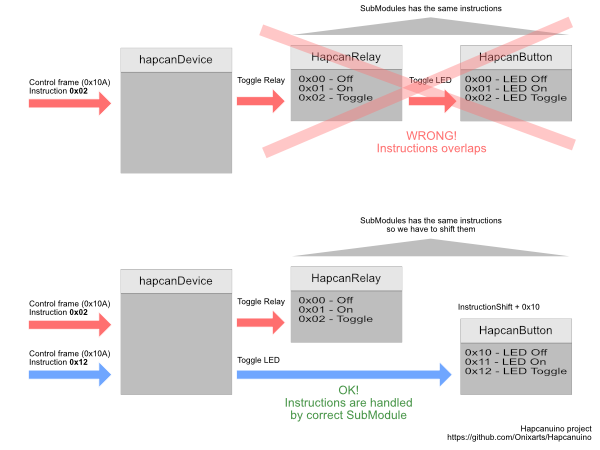 SubModules has the same instructions
hapcanDevice
HapcanRelay
HapcanButton
Control frame (0x10A)
Instruction 0x02
Toggle Relay
0x00 - Off
0x01 - On
0x02 - Toggle
Toggle LED
0x00 - LED Off
0x01 - LED On
0x02 - LED Toggle
WRONG!
Instructions overlaps
SubModules has the same instructions
so we have to shift them
hapcanDevice
HapcanRelay
Control frame (0x10A)
Instruction 0x02
Toggle Relay
0x00 - Off
0x01 - On
0x02 - Toggle
InstructionShift + 0x10
HapcanButton
Control frame (0x10A)
Instruction 0x12
Toggle LED
0x10 - LED Off
0x11 - LED On
0x12 - LED Toggle
OK!
Instructions are handled
by correct SubModule
Hapcanuino project
https://github.com/Onixarts/Hapcanuino